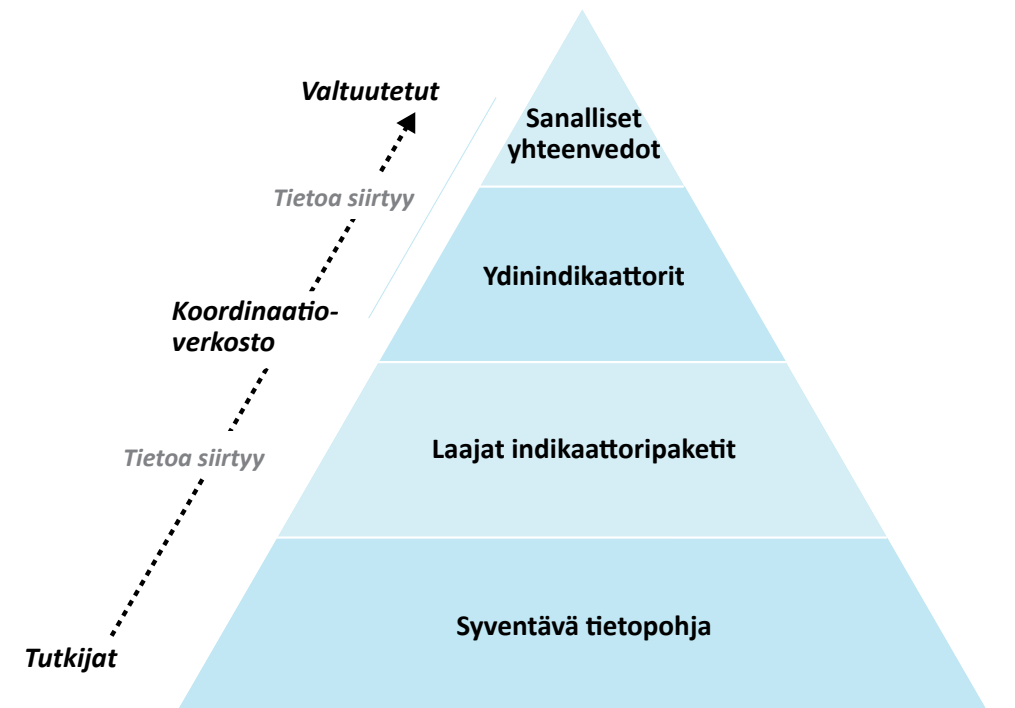 Valtuutetut
Sanalliset
yhteenvedot
Tietoa siirtyy
Ydinindikaattorit
Koordinaatio-
verkosto
Laajat indikaattoripaketit
Tietoa siirtyy
Syventävä tietopohja
Tutkijat